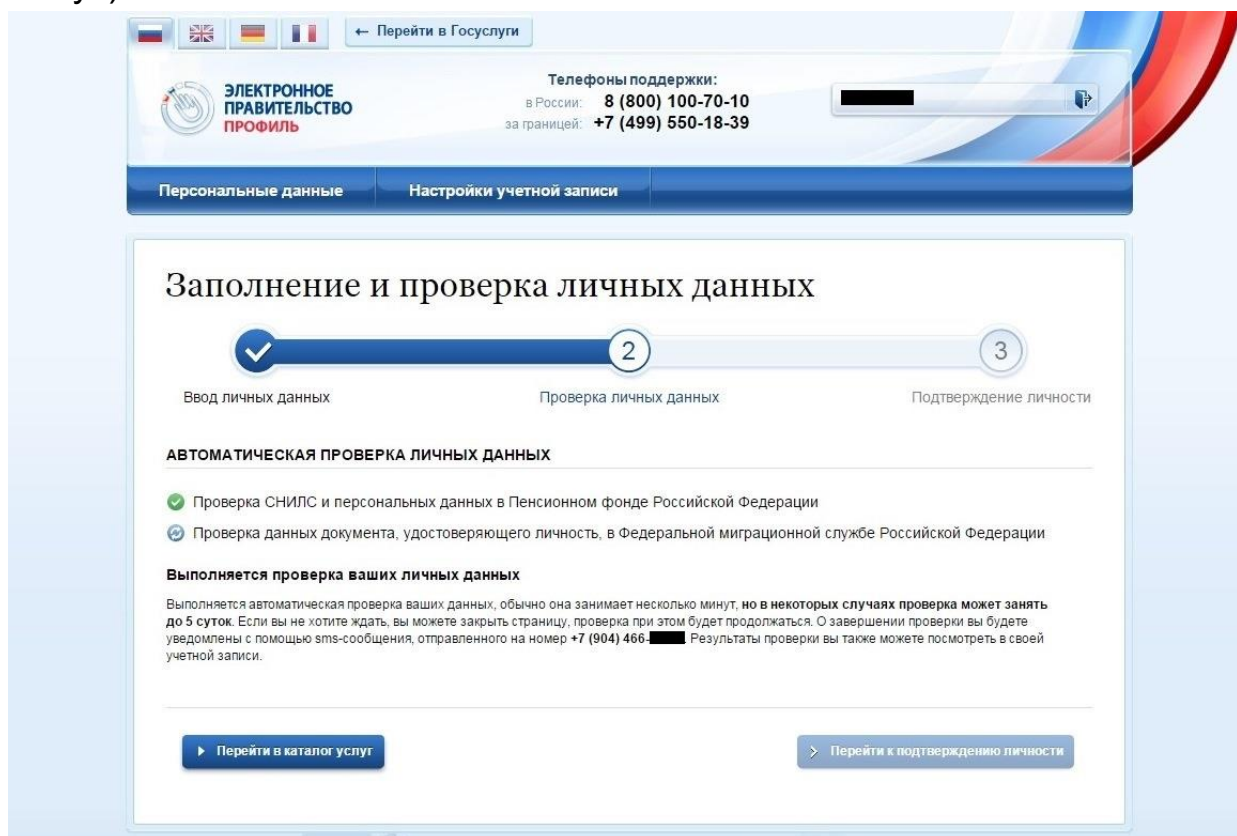 ← Перейти в Госуслуги
ЭЛЕКТРОННОЕ
ПРАВИТЕЛЬСТВО
ПРОФИЛЬ
Телефоны поддержки:
в России: 8 (800) 100-70-10
за границей: +7 (499) 550-18-39
Персональные данные Настройки учетной записи
Заполнение и проверка личных данных
2 3
Ввод личных данных Проверка личных данных Подтверждение личности
АВТОМАТИЧЕСКАЯ ПРОВЕРКА ЛИЧНЫХ ДАННЫХ
Проверка СНИЛС и персональных данных в Пенсионном фонде Российской Федерации
Проверка данных документа, удостоверяющего личность, в Федеральной миграционной службе Российской Федерации
Выполняется проверка ваших личных данных
Выполняется автоматическая проверка ваших данных, обычно она занимает несколько минут, но в некоторых случаях проверка может занять
до 5 суток. Если вы не хотите ждать, вы можете закрыть страницу, проверка при этом будет продолжаться. О завершении проверки вы будете
уведомлены с помощью sms-сообщения, отправленного на номер +7 (904) 466- Результаты проверки вы также можете посмотреть в своей
учетной записи.
Перейти в каталог услуг Перейти к подтверждению личности